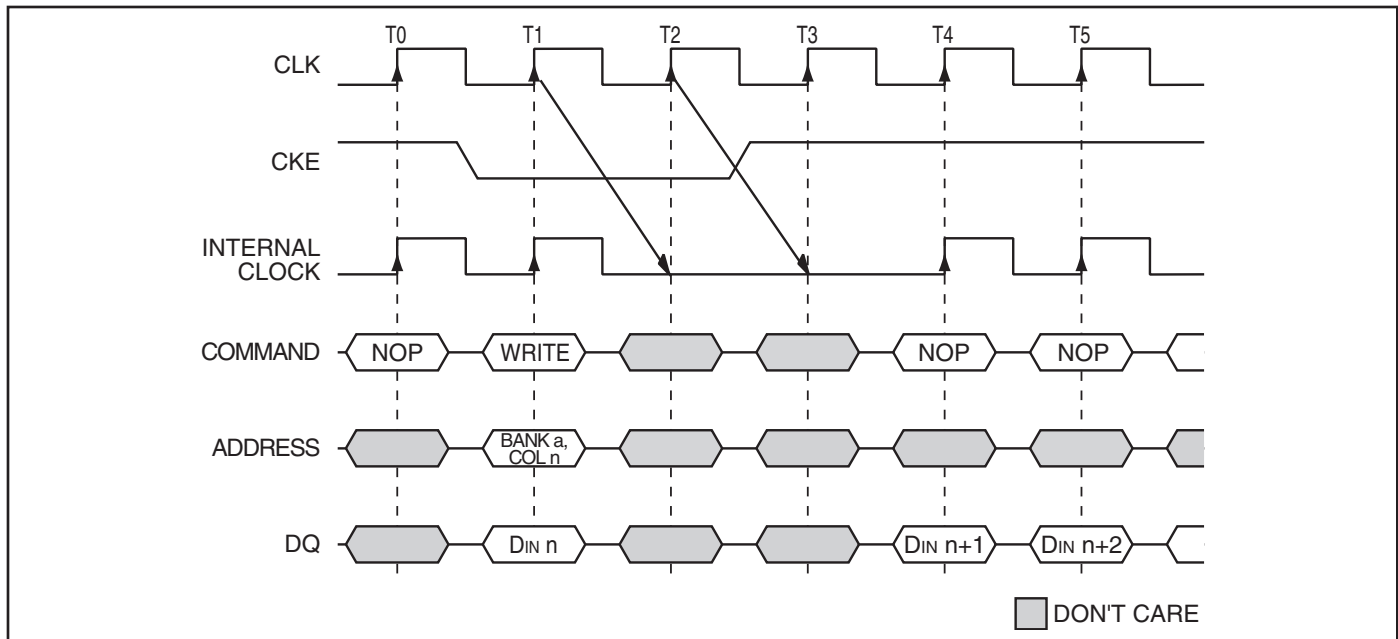 T0 T1 T2 T3 T4 T5
CLK
CKE
INTERNAL
CLOCK
COMMAND NOP WRITE NOP NOP
ADDRESS BANK a,
COL n
DQ DIN n DIN n+1 DIN n+2
DON'T CARE